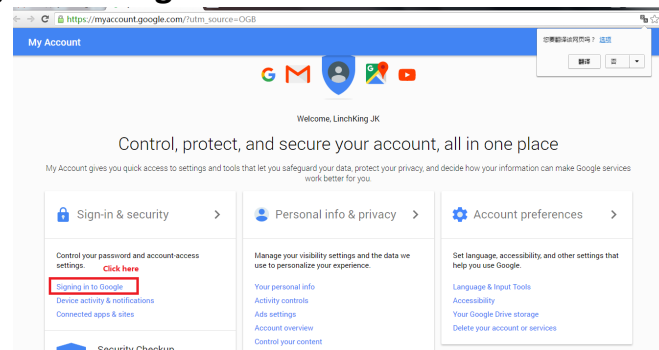 https://myaccount.google.com/?utm_source=OGB
My Account
您要翻译该网页吗？ 选项
翻译 否
Welcome, LinchKing JK
Control, protect, and secure your account, all in one place
My Account gives you quick access to settings and tools that let you safeguard your data, protect your privacy, and decide how your information can make Google services
work better for you.
Sign-in & security
Control your password and account-access
settings.
Click here
Signing in to Google
Device activity & notifications
Connected apps & sites
Security Checkup
Personal info & privacy
Manage your visibility settings and the data we
use to personalize your experience.
Your personal info
Activity controls
Ads settings
Account overview
Control your content
Account preferences
Set language, accessibility, and other settings that
help you use Google.
Language & Input Tools
Accessibility
Your Google Drive storage
Delete your account or services